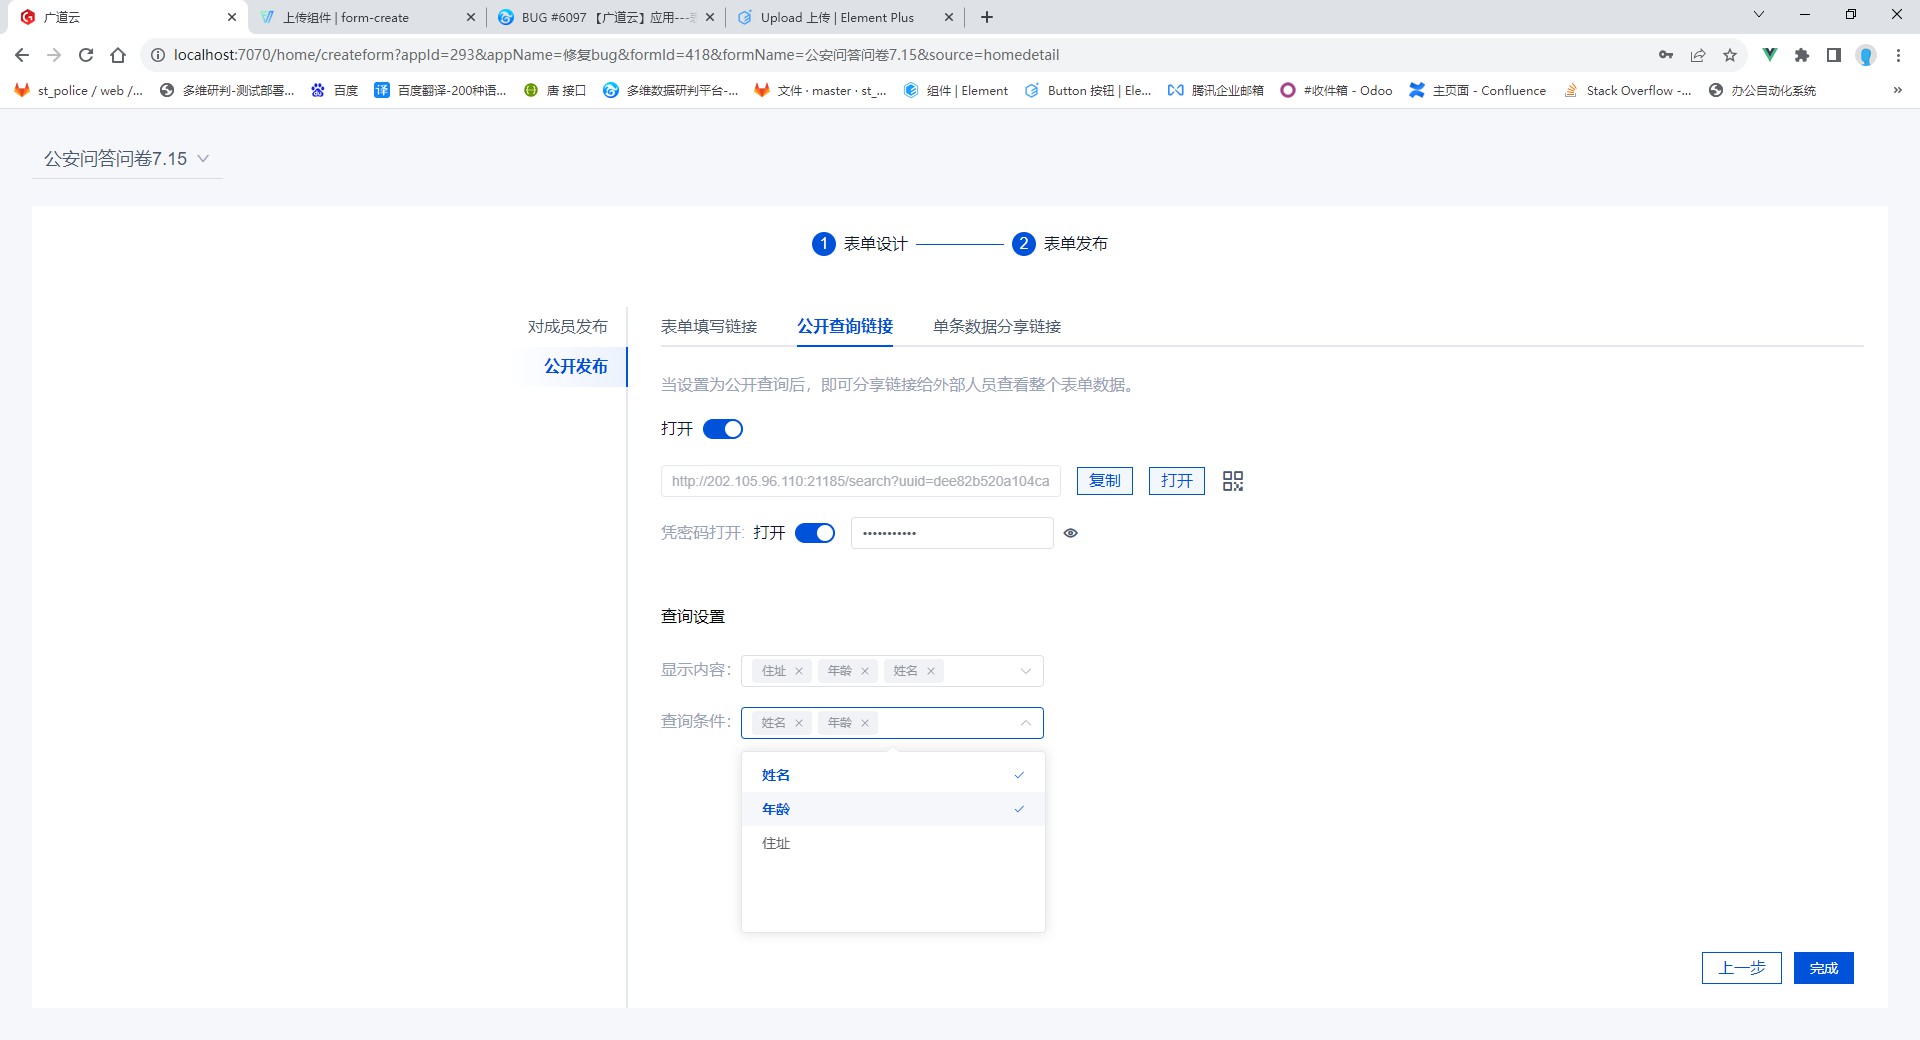 广道云
上传组件 | form-create
BUG #6097 【广道云】应用---
Upload 上传 | Element Plus
localhost:7070/home/createform?appId=293&appName=修复bug&formId=418&formName=公安问答问卷7.15&source=homedetail
st_police / web /...
多维研判-测试部署...
百度
译 百度翻译-200种语...
唐 接口
多维数据研判平台-...
文件 · master · st_...
组件 | Element
Button 按钮 | Ele...
腾讯企业邮箱
#收件箱 - Odoo
主页面 - Confluence
Stack Overflow -...
办公自动化系统
»
公安问答问卷7.15
1 表单设计
2 表单发布
对成员发布
公开发布
表单填写链接
公开查询链接
单条数据分享链接
当设置为公开查询后，即可分享链接给外部人员查看整个表单数据。
打开
http://202.105.96.110:21185/search?uuid=dee82b520a104ca
复制
打开
凭密码打开: 打开
•••••••••••
查询设置
显示内容: 住址 年龄 姓名
查询条件: 姓名 年龄
姓名
年龄
住址
上一步
完成